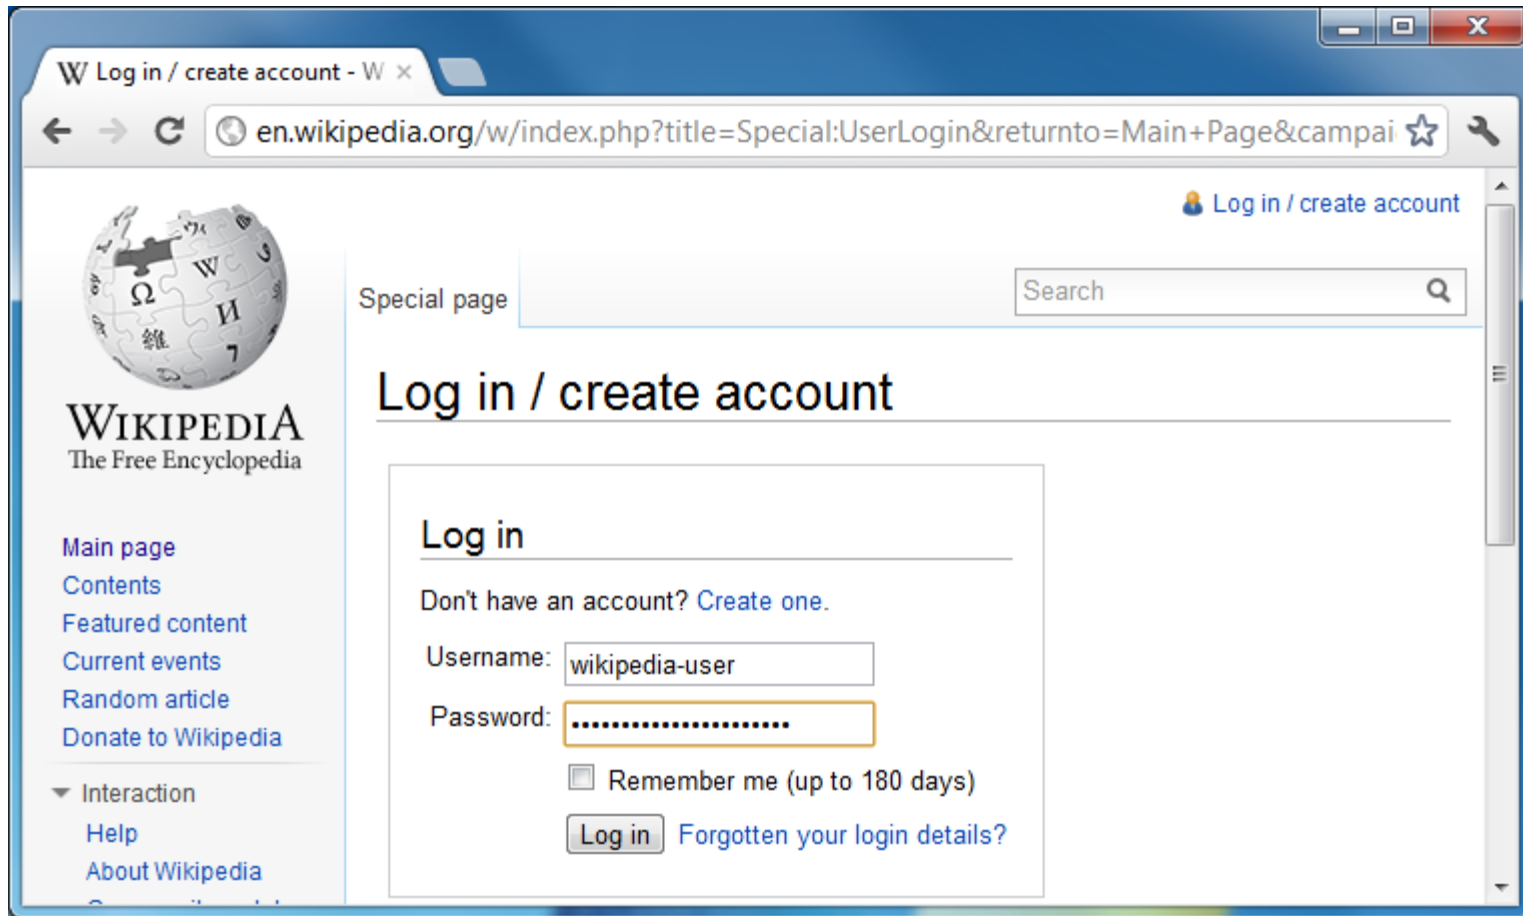 Log in / create account - W
en.wikipedia.org/w/index.php?title=Special:UserLogin&returnto=Main+Page&campai
Log in / create account
Special page
Search
Log in / create account
WIKIPEDIA
The Free Encyclopedia
Main page
Contents
Featured content
Current events
Random article
Donate to Wikipedia
Interaction
Help
About Wikipedia
Log in
Don't have an account? Create one.
Username: wikipedia-user
Password: ••••••••••••••••••••••
Remember me (up to 180 days)
Log in Forgotten your login details?